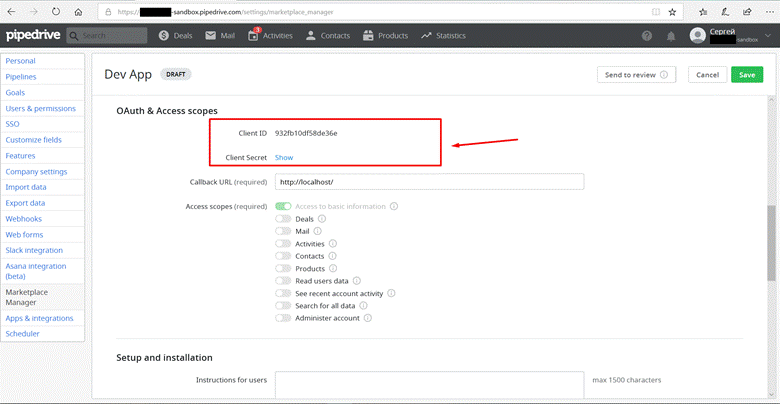 https://-sandbox.pipedrive.com/settings/marketplace_manager
pipedrive Search Deals Mail 1 Activities Contacts Products Statistics Сергей
sandbox
Personal
Pipelines
Goals
Users & permissions
SSO
Customize fields
Features
Company settings
Import data
Export data
Webhooks
Web forms
Slack integration
Asana integration
(beta)
Marketplace
Manager
Apps & integrations
Scheduler
Dev App DRAFT Send to review Cancel Save
OAuth & Access scopes
Client ID 932fb10df58de36e
Client Secret Show
Callback URL (required) http://localhost/
Access scopes (required) Access to basic information
Deals
Mail
Activities
Contacts
Products
Read users data
See recent account activity
Search for all data
Administer account
Setup and installation
Instructions for users max 1500 characters